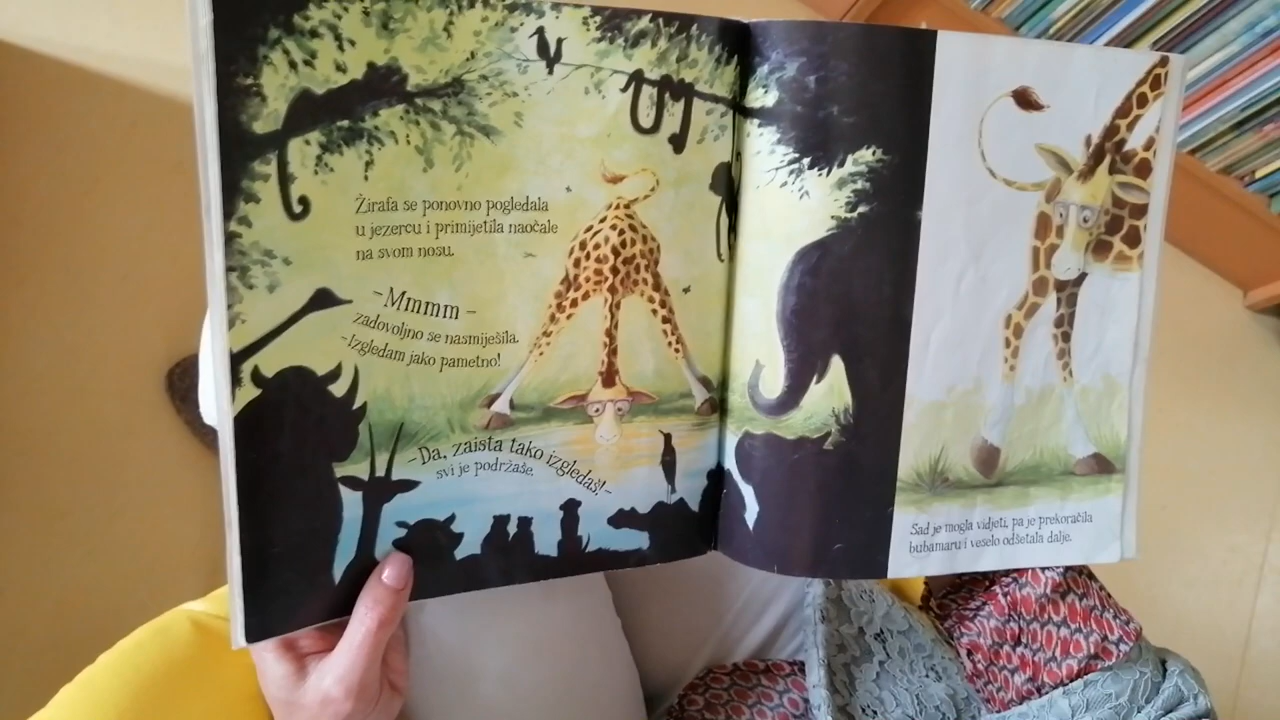 Žirafa se ponovno pogledala
u jezercu i primijetila naočale
na svom nosu.
–Mmmm –
zadovoljno se nasmiješila.
–Izgledam jako pametno!
–Da, zaista tako izgledaš!–
svi je podržaše.
Sad je mogla vidjeti, pa je prekoračila
bubamaru i veselo odšetala dalje.